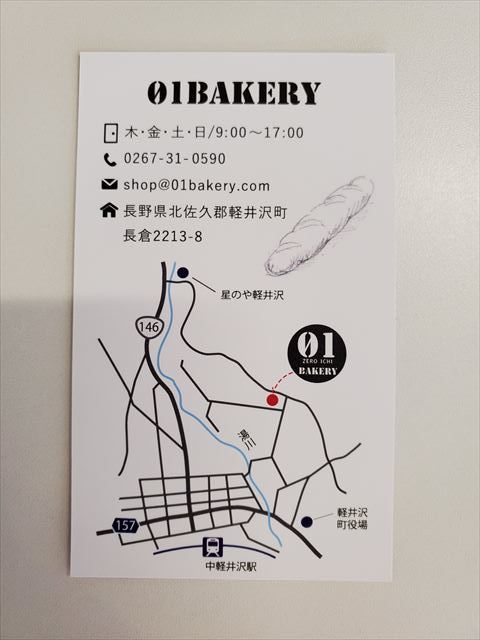 01BAKERY
木・金・土・日/9:00～17:00
0267-31-0590
shop@01bakery.com
長野県北佐久郡軽井沢町
長倉2213-8
星のや軽井沢
146
01
ZERO ICHI
BAKERY
湯川
軽井沢
町役場
157
中軽井沢駅